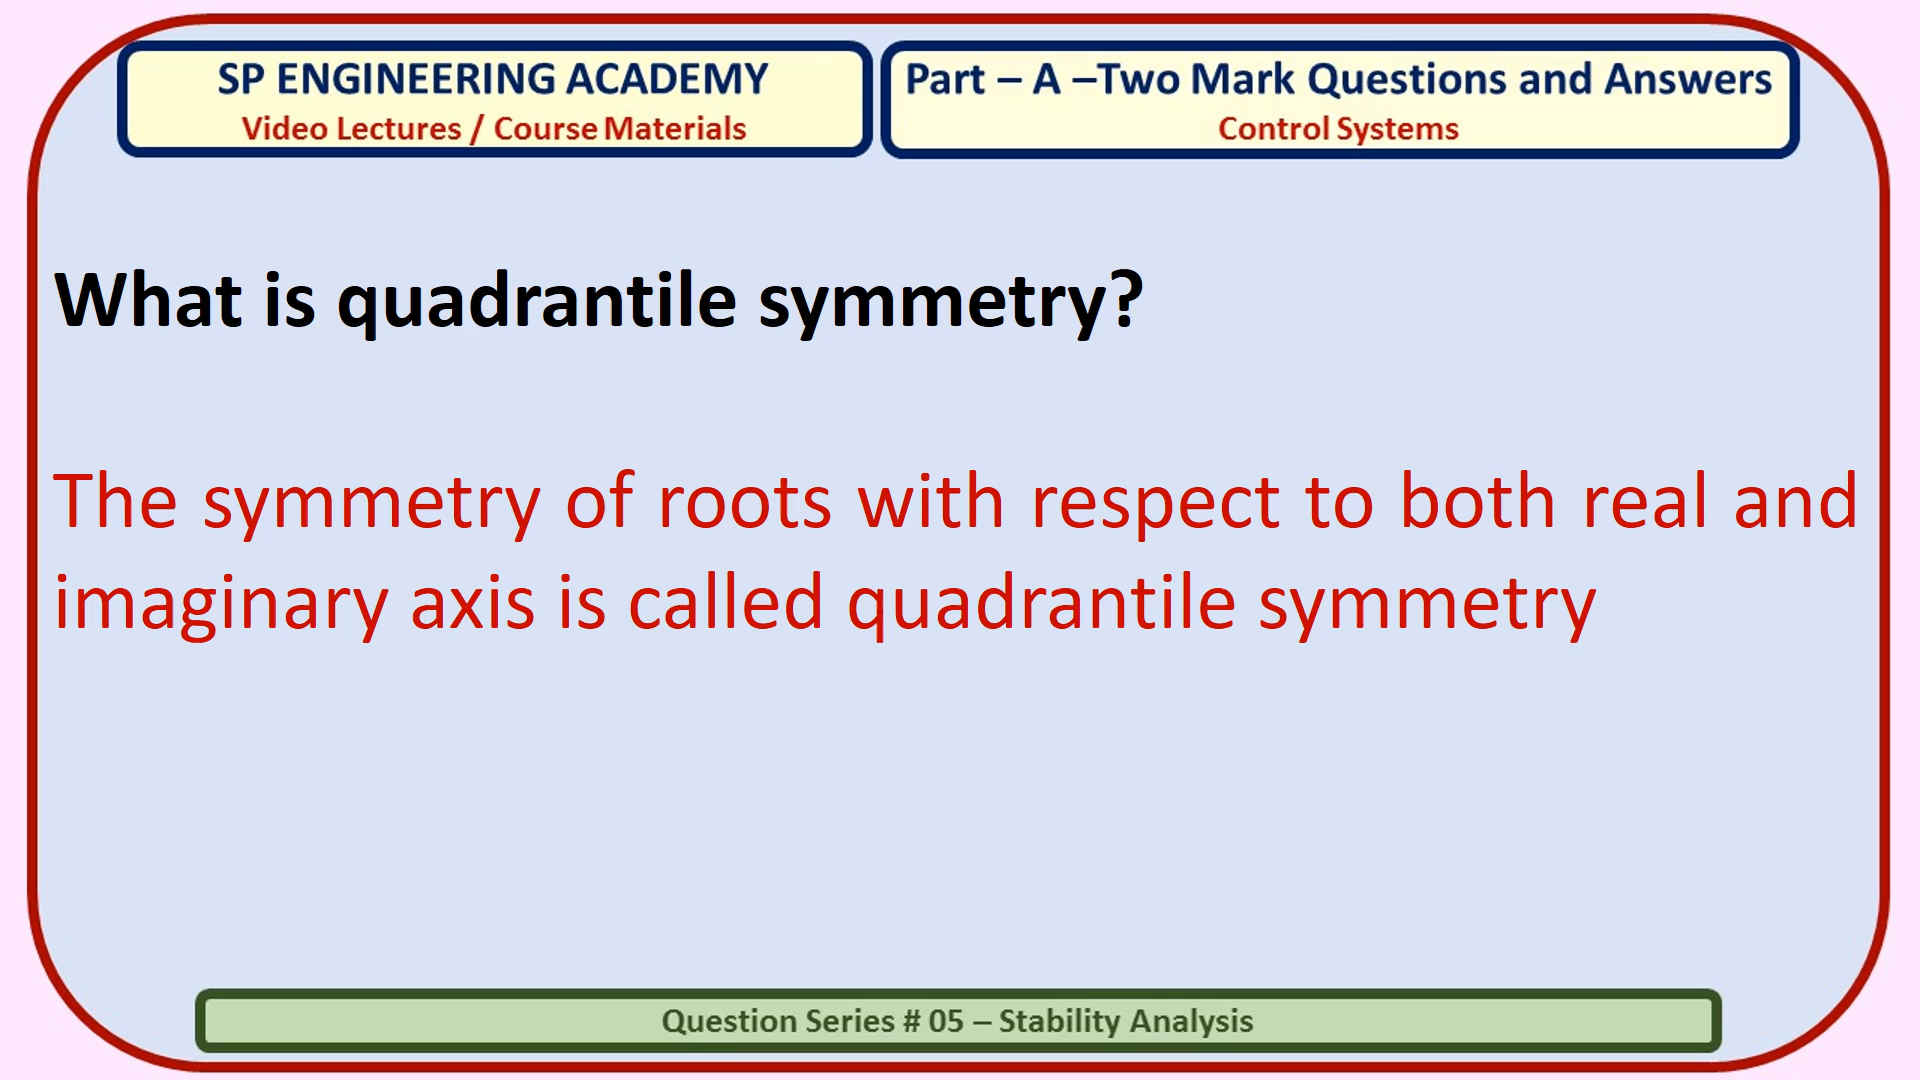 SP ENGINEERING ACADEMY
Video Lectures / Course Materials
Part – A –Two Mark Questions and Answers
Control Systems
What is quadrantile symmetry?
The symmetry of roots with respect to both real and
imaginary axis is called quadrantile symmetry
Question Series # 05 – Stability Analysis